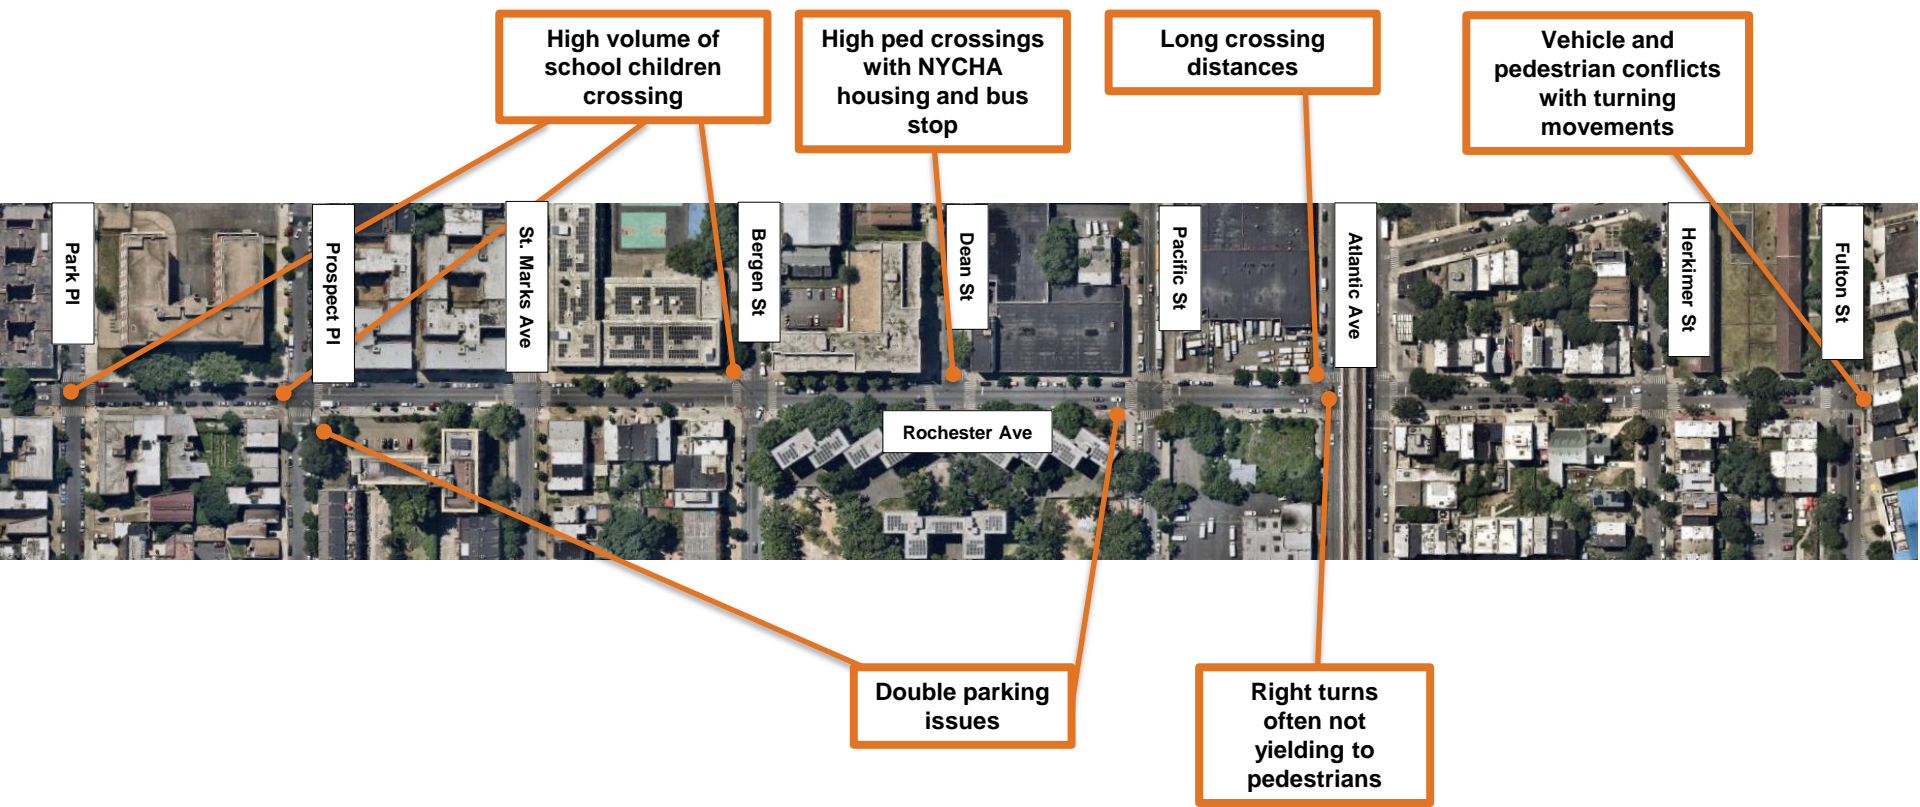 High volume of
school children
crossing
High ped crossings
with NYCHA
housing and bus
stop
Long crossing
distances
Vehicle and
pedestrian conflicts
with turning
movements
Park Pl
Prospect Pl
St. Marks Ave
Bergen St
Dean St
Pacific St
Atlantic Ave
Herkimer St
Fulton St
Rochester Ave
Double parking
issues
Right turns
often not
yielding to
pedestrians